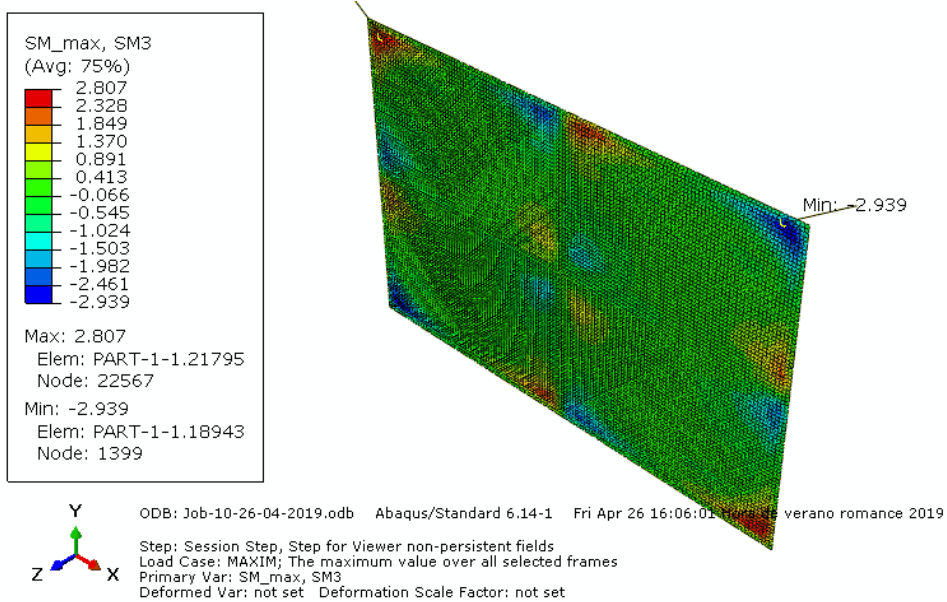 SM_max, SM3
(Avg: 75%)
2.807
2.328
1.849
1.370
0.891
0.413
-0.066
-0.545
-1.024
-1.503
-1.982
-2.461
-2.939
Max: 2.807
Elem: PART-1-1.21795
Node: 22567
Min: -2.939
Elem: PART-1-1.18943
Node: 1399
Min: -2.939
Y
Z
X
ODB: Job-10-26-04-2019.odb Abaqus/Standard 6.14-1 Fri Apr 26 16:06:01 Hora de verano romance 2019
Step: Session Step, Step for Viewer non-persistent fields
Load Case: MAXIM; The maximum value over all selected frames
Primary Var: SM_max, SM3
Deformed Var: not set Deformation Scale Factor: not set